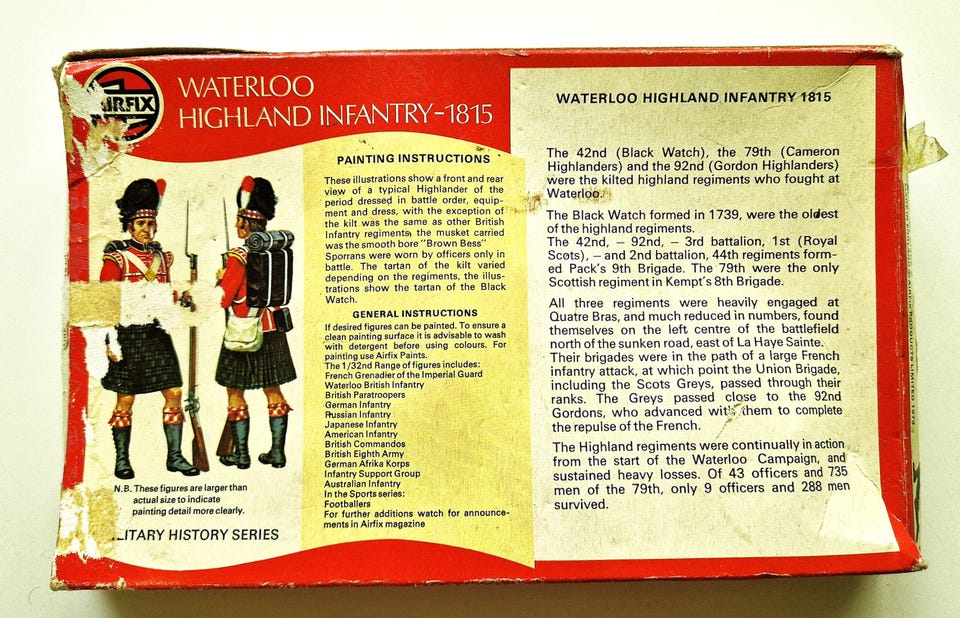 AIRFIX
WATERLOO
HIGHLAND INFANTRY-1815
PAINTING INSTRUCTIONS
These illustrations show a front and rear
view of a typical Highlander of the
period dressed in battle order, equip-
ment and dress, with the exception of
the kilt was the same as other British
Infantry regiments, the musket carried
was the smooth bore "Brown Bess"
Sporrans were worn by officers only in
battle. The tartan of the kilt varied
depending on the regiments, the illus-
trations show the tartan of the Black
Watch.
GENERAL INSTRUCTIONS
If desired figures can be painted. To ensure a
clean painting surface it is advisable to wash
with detergent before using colours. For
painting use Airfix Paints.
The 1/32nd Range of figures includes:
French Grenadier of the Imperial Guard
Waterloo British Infantry
British Paratroopers
German Infantry
Russian Infantry
Japanese Infantry
American Infantry
British Commandos
British Eighth Army
German Afrika Korps
Infantry Support Group
Australian Infantry
In the Sports series:
Footballers
For further additions watch for announce-
ments in Airfix magazine
N.B. These figures are larger than
actual size to indicate
painting detail more clearly.
LITARY HISTORY SERIES
WATERLOO HIGHLAND INFANTRY 1815
The 42nd (Black Watch), the 79th (Cameron
Highlanders) and the 92nd (Gordon Highlanders)
were the kilted highland regiments who fought at
Waterloo.
The Black Watch formed in 1739, were the oldest
of the highland regiments.
The 42nd, – 92nd, – 3rd battalion, 1st (Royal
Scots), – and 2nd battalion, 44th regiments form-
ed Pack's 9th Brigade. The 79th were the only
Scottish regiment in Kempt's 8th Brigade.
All three regiments were heavily engaged at
Quatre Bras, and much reduced in numbers, found
themselves on the left centre of the battlefield
north of the sunken road, east of La Haye Sainte.
Their brigades were in the path of a large French
infantry attack, at which point the Union Brigade,
including the Scots Greys, passed through their
ranks. The Greys passed close to the 92nd
Gordons, who advanced with them to complete
the repulse of the French.
The Highland regiments were continually in action
from the start of the Waterloo Campaign, and
sustained heavy losses. Of 43 officers and 735
men of the 79th, only 9 officers and 288 men
survived.